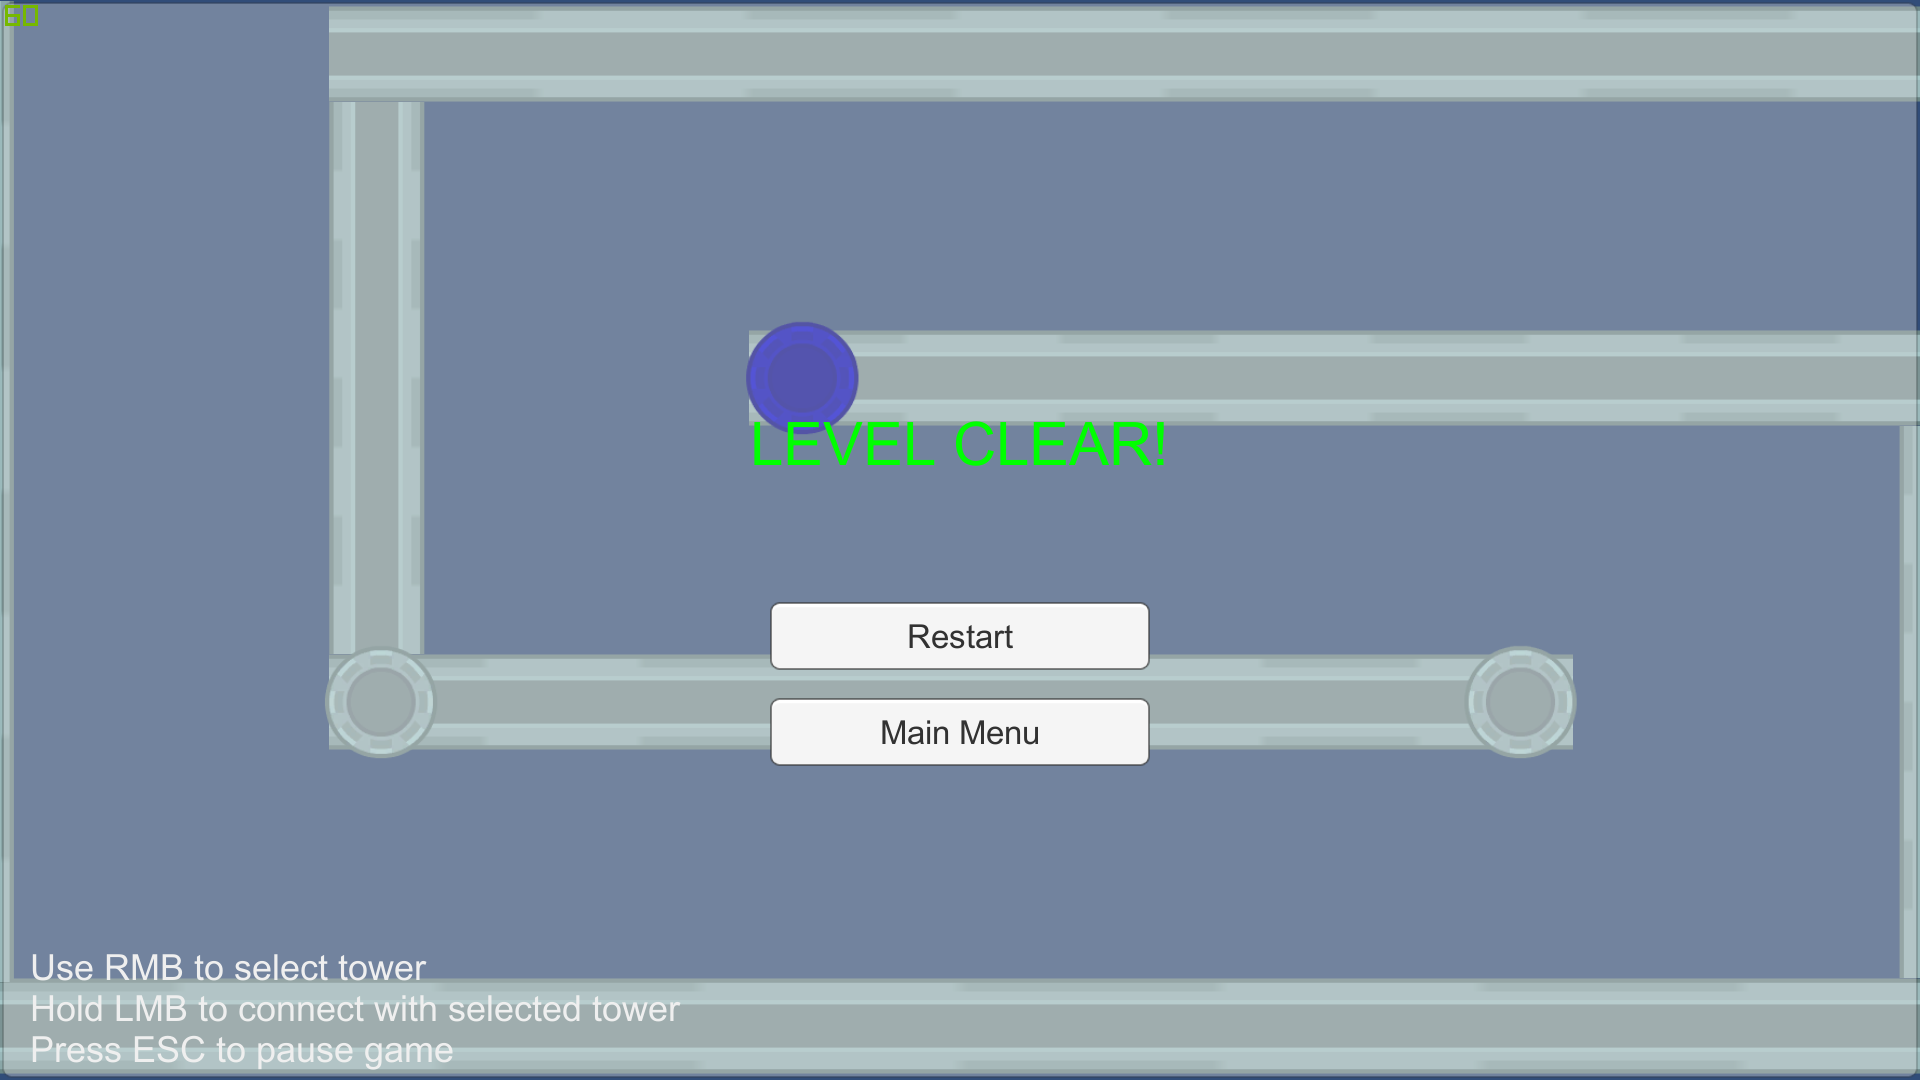 60
LEVEL CLEAR!
Restart
Main Menu
Use RMB to select tower
Hold LMB to connect with selected tower
Press ESC to pause game